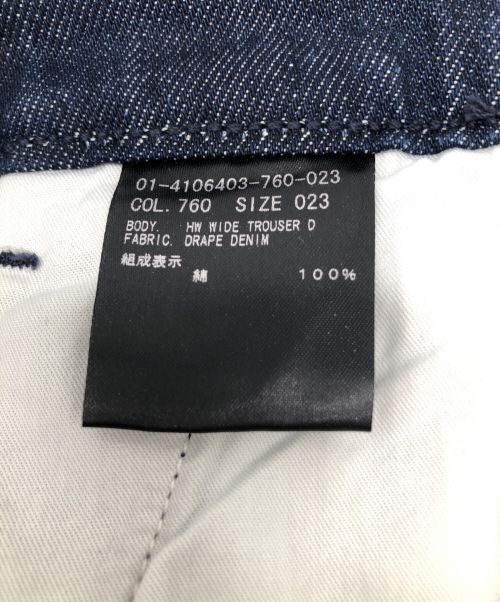 01-4106403-760-023
COL. 760 SIZE 023
BODY. HW WIDE TROUSER D
FABRIC. DRAPE DENIM
組成表示
綿 100%